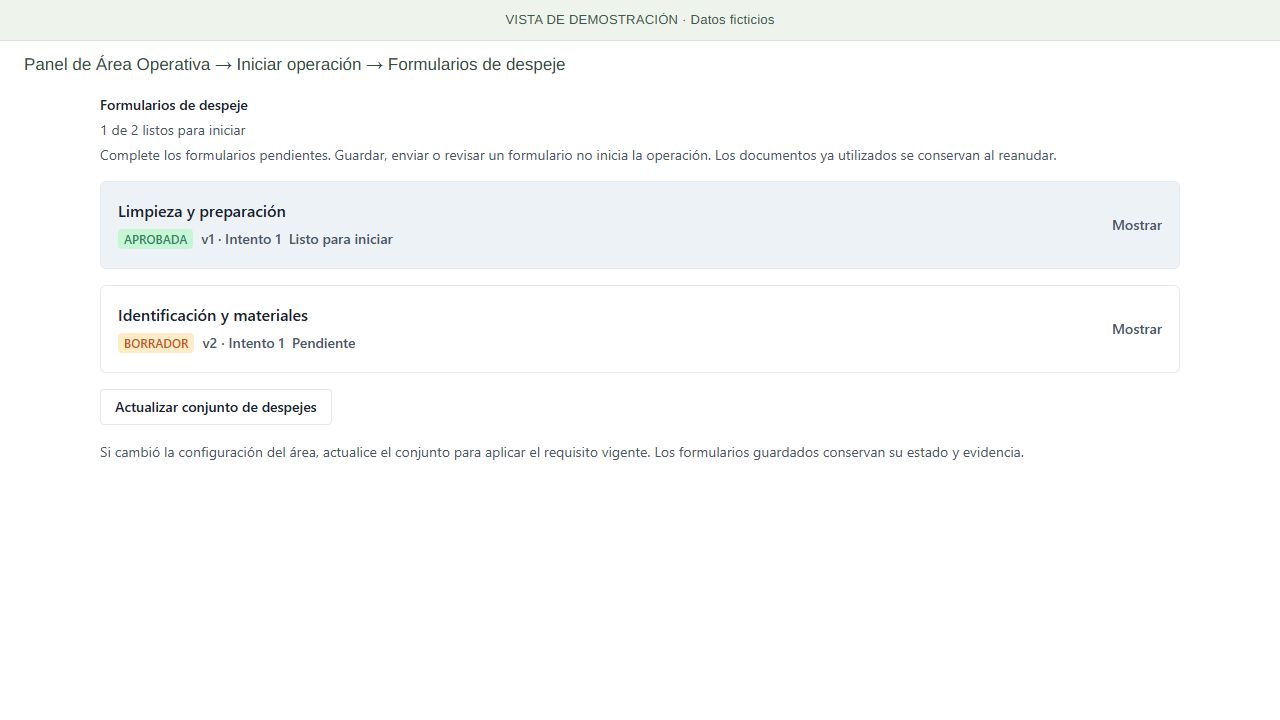 VISTA DE DEMOSTRACIÓN · Datos ficticios
Panel de Área Operativa → Iniciar operación → Formularios de despeje
Formularios de despeje
1 de 2 listos para iniciar
Complete los formularios pendientes. Guardar, enviar o revisar un formulario no inicia la operación. Los documentos ya utilizados se conservan al reanudar.
Limpieza y preparación
APROBADA v1 · Intento 1 Listo para iniciar
Mostrar
Identificación y materiales
BORRADOR v2 · Intento 1 Pendiente
Mostrar
Actualizar conjunto de despejes
Si cambió la configuración del área, actualice el conjunto para aplicar el requisito vigente. Los formularios guardados conservan su estado y evidencia.